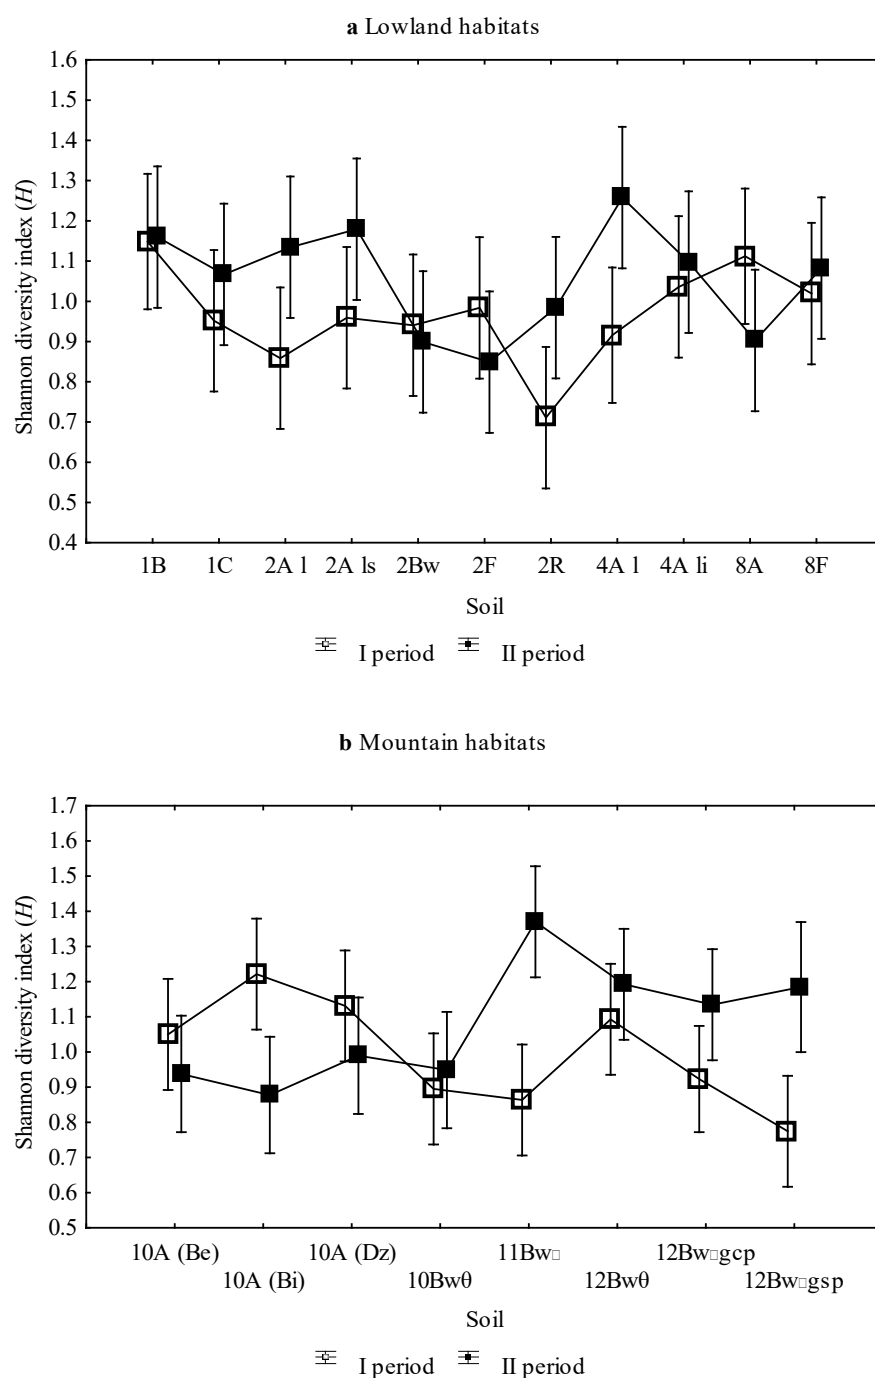 a Lowland habitats
1.6
1.5
1.4
1.3
1.2
1.1
1.0
0.9
0.8
0.7
0.6
0.5
0.4
Shannon diversity index (H)
1B 1C 2A l 2A ls 2Bw 2F 2R 4A l 4A li 8A 8F
Soil
I period II period
b Mountain habitats
1.7
1.6
1.5
1.4
1.3
1.2
1.1
1.0
0.9
0.8
0.7
0.6
0.5
Shannon diversity index (H)
10A (Be) 10A (Dz) 11Bw□ 12Bw□gcp
10A (Bi) 10Bwθ 12Bwθ 12Bw□gsp
Soil
I period II period